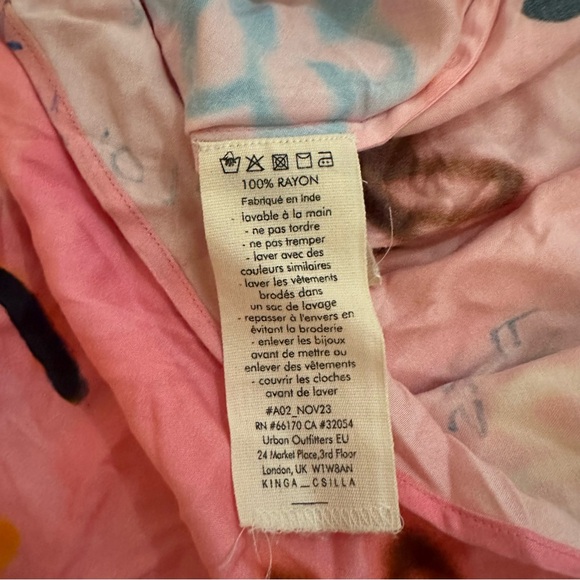 100% RAYON
Fabriqué en Inde
- lavable à la main
- ne pas tordre
- ne pas tremper
- laver avec des
couleurs similaires
- laver les vêtements
brodés dans
un sac de lavage
- repasser à l'envers en
évitant la broderie
- enlever les bijoux
avant de mettre ou
enlever des vêtements
- couvrir les cloches
avant de laver
#A02_NOV23
RN #66170 CA #32054
Urban Outfitters EU
24 Market Place,3rd Floor
London, UK W1W8AN
KINGA_CSILLA